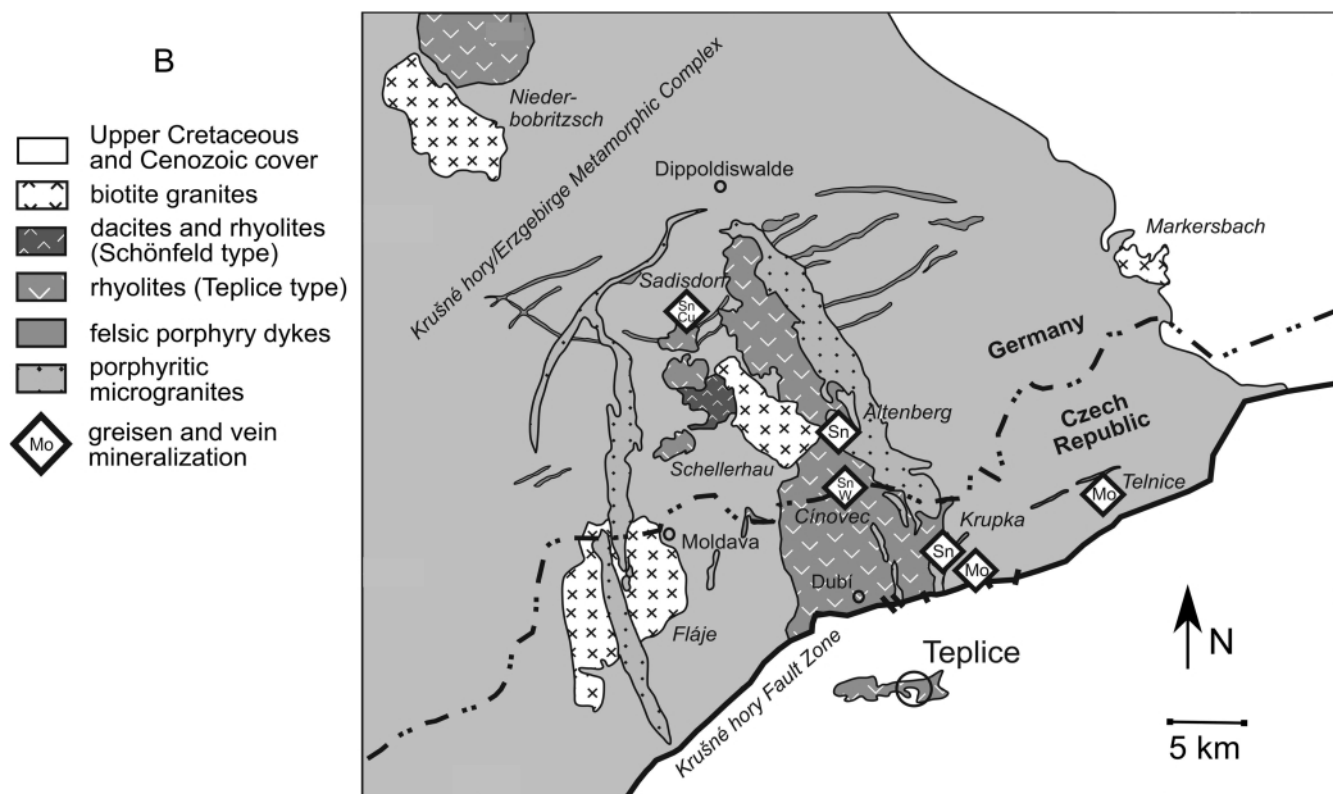 B
Upper Cretaceous
and Cenozoic cover
biotite granites
dacites and rhyolites
(Schönfeld type)
rhyolites (Teplice type)
felsic porphyry dykes
porphyritic
microgranites
Mo
greisen and vein
mineralization
Nieder-
bobritzsch
Krušné hory/Erzgebirge Metamorphic Complex
Dippoldiswalde
Markersbach
Sadisdorf
Sn
Cu
Germany
Czech
Republic
Altenberg
Sn
Schellerhau
Sn
W
Cínovec
Telnice
Mo
Krupka
Sn
Mo
Moldava
Dubí
Fláje
Krušné hory Fault Zone
Teplice
N
5 km